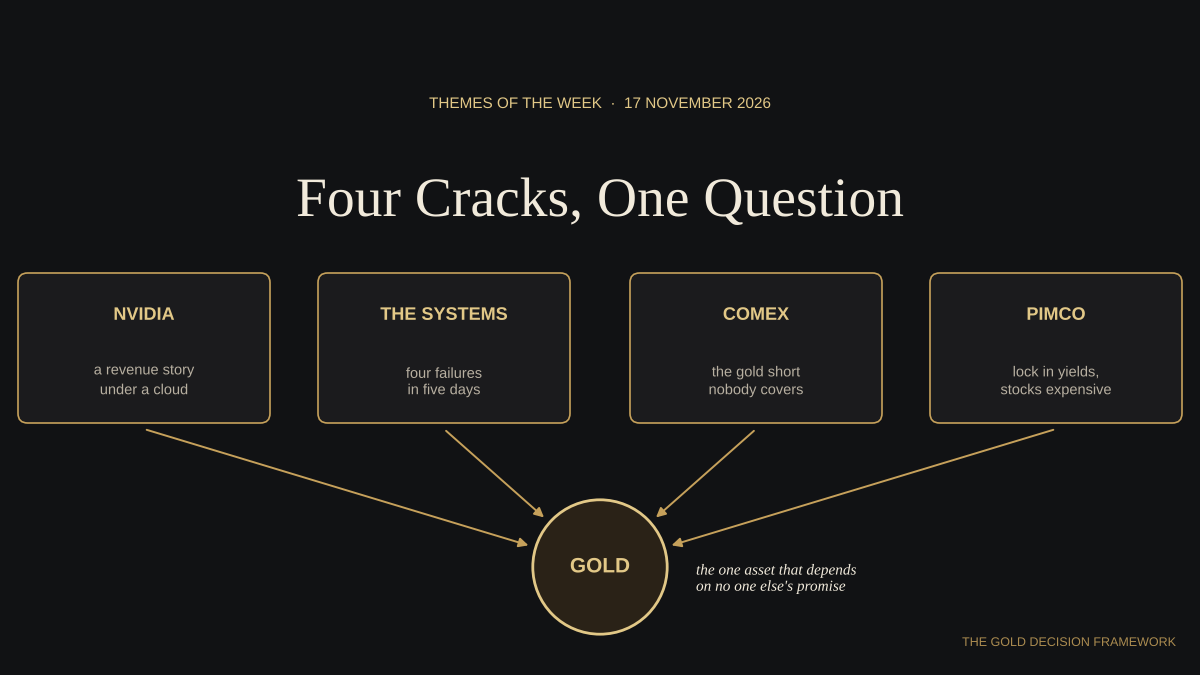 THEMES OF THE WEEK · 17 NOVEMBER 2026
Four Cracks, One Question
NVIDIA
a revenue story
under a cloud
THE SYSTEMS
four failures
in five days
COMEX
the gold short
nobody covers
PIMCO
lock in yields,
stocks expensive
GOLD
the one asset that depends
on no one else's promise
THE GOLD DECISION FRAMEWORK